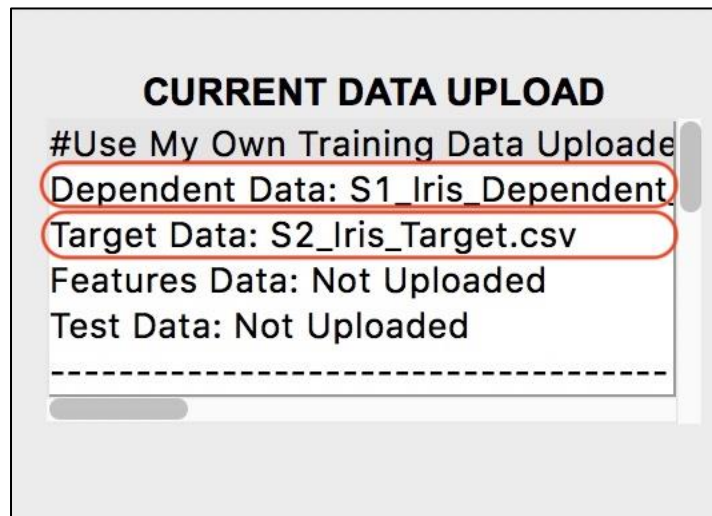 CURRENT DATA UPLOAD
#Use My Own Training Data Uploade
Dependent Data: S1_Iris_Dependent_
Target Data: S2_Iris_Target.csv
Features Data: Not Uploaded
Test Data: Not Uploaded
------------------------------------